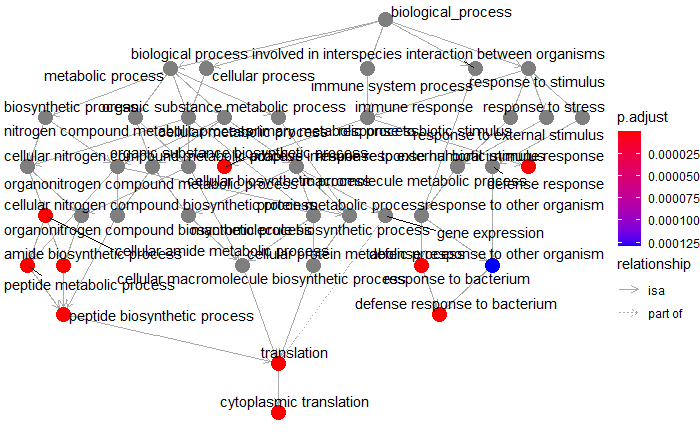 biological_process
biological process involved in interspecies interaction between organisms
metabolic process
cellular process
immune system process
response to stimulus
biosynthetic process
organic substance metabolic process
immune response
response to stress
nitrogen compound metabolic process
cellular metabolic process
primary metabolic process
response to biotic stimulus
response to external stimulus
cellular nitrogen compound metabolic process
organic substance biosynthetic process
immune response
response to external biotic stimulus
organonitrogen compound metabolic process
cellular biosynthetic process
macromolecule metabolic process
defense response
cellular nitrogen compound biosynthetic process
protein metabolic process
response to other organism
organonitrogen compound biosynthetic process
macromolecule biosynthetic process
gene expression
amide biosynthetic process
cellular amide metabolic process
cellular protein metabolic process
defense response to other organism
peptide metabolic process
cellular macromolecule biosynthetic process
response to bacterium
defense response to bacterium
peptide biosynthetic process
translation
cytoplasmic translation
p.adjust
0.000025
0.000050
0.000075
0.000100
0.000125
relationship
isa
part of